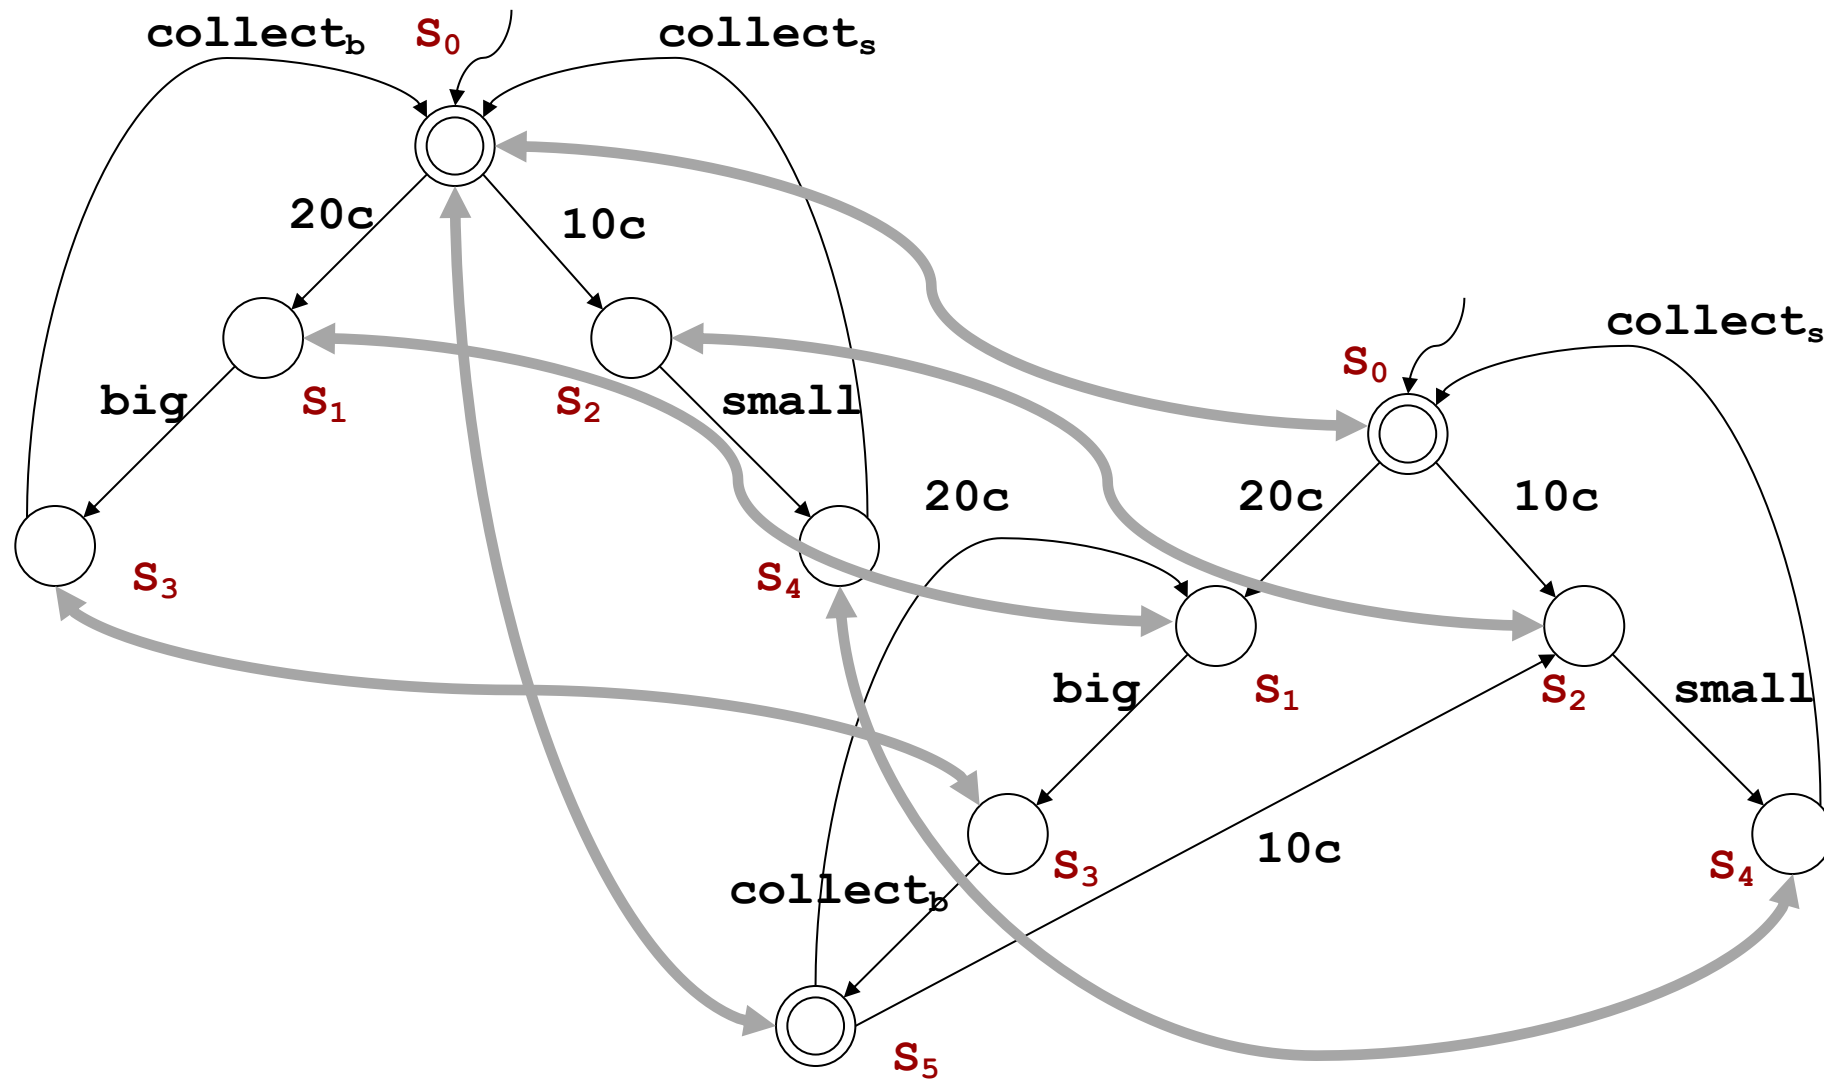 collect_b S_0 collect_s
20c 10c
collect_s
S_0
big S_1 S_2 small
20c 20c 10c
S_3 S_4
big S_1 S_2 small
10c
S_3 S_4
collect_b
S_5